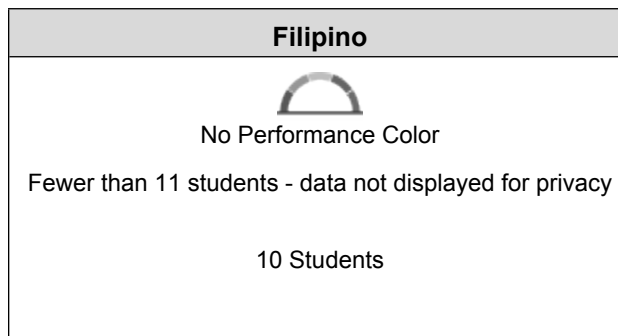 Filipino
No Performance Color
Fewer than 11 students - data not displayed for privacy
10 Students